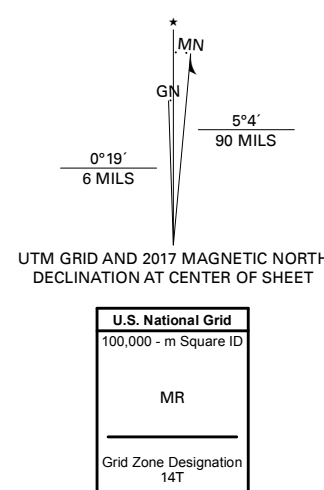 ★
MN
GN
5°4´
90 MILS
0°19´
6 MILS
UTM GRID AND 2017 MAGNETIC NORTH
DECLINATION AT CENTER OF SHEET
U.S. National Grid
100,000 - m Square ID
MR
Grid Zone Designation
14T